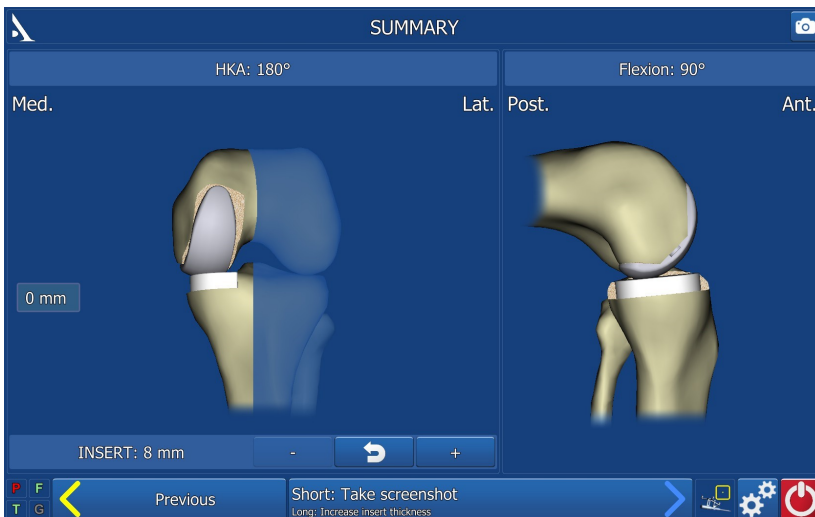 SUMMARY
HKA: 180°
Flexion: 90°
Med.
Lat.
Post.
Ant.
0 mm
INSERT: 8 mm
-
+
P F
T G
Previous
Short: Take screenshot
Long: Increase insert thickness